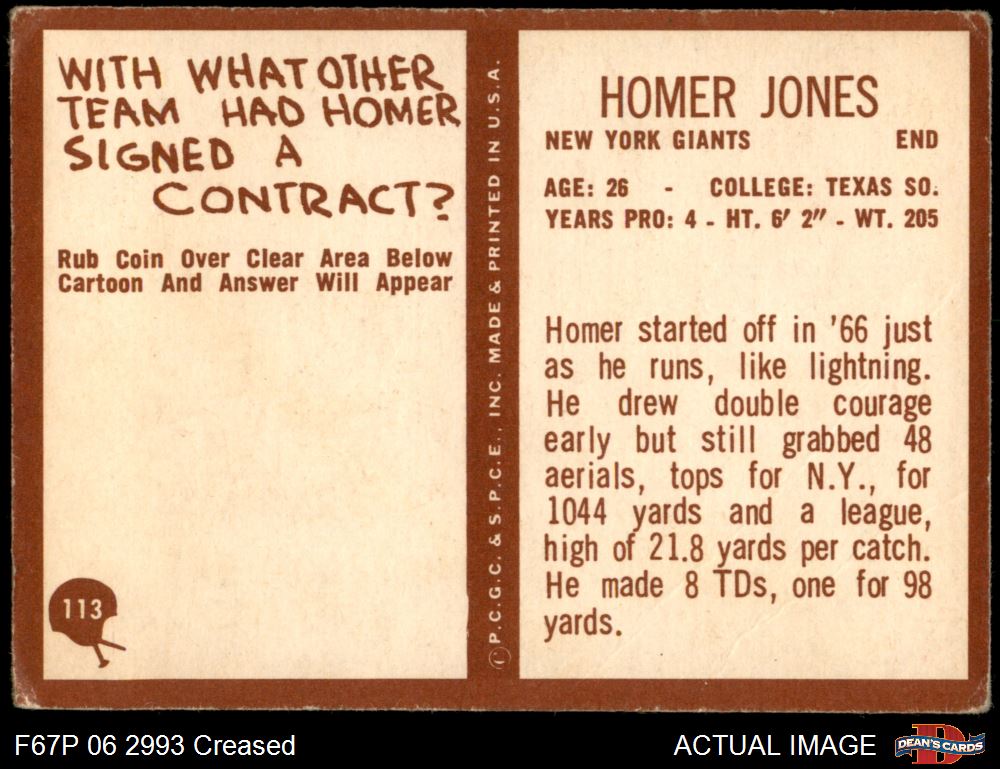 WITH WHAT OTHER
TEAM HAD HOMER
SIGNED A
CONTRACT?
Rub Coin Over Clear Area Below
Cartoon And Answer Will Appear
113
© P.C.G.C. & S.P.C.E., INC. MADE & PRINTED IN U.S.A.
HOMER JONES
NEW YORK GIANTS END
AGE: 26 - COLLEGE: TEXAS SO.
YEARS PRO: 4 - HT. 6' 2" - WT. 205
Homer started off in '66 just
as he runs, like lightning.
He drew double courage
early but still grabbed 48
aerials, tops for N.Y., for
1044 yards and a league,
high of 21.8 yards per catch.
He made 8 TDs, one for 98
yards.
F67P 06 2993 Creased
ACTUAL IMAGE
D
DEAN'S CARDS